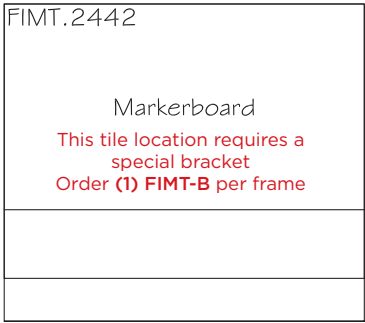 FIMT.2442
Markerboard
This tile location requires a
special bracket
Order (1) FIMT-B per frame